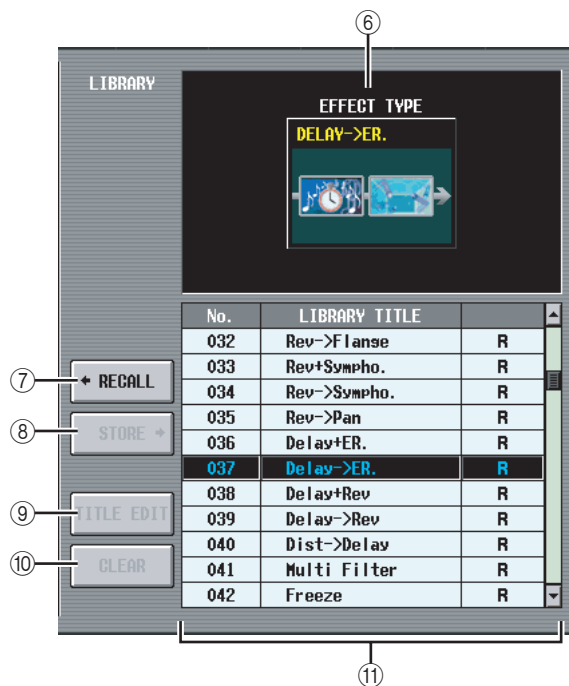 ⑥
LIBRARY
EFFECT TYPE
DELAY->ER.
No. LIBRARY TITLE
032 Rev->Flange R
033 Rev+Sympho. R
⑦ ← RECALL
034 Rev->Sympho. R
035 Rev->Pan R
⑧ STORE →
036 Delay+ER. R
037 Delay->ER. R
038 Delay+Rev R
⑨ TITLE EDIT
039 Delay->Rev R
040 Dist->Delay R
⑩ CLEAR
041 Multi Filter R
042 Freeze R
⑪